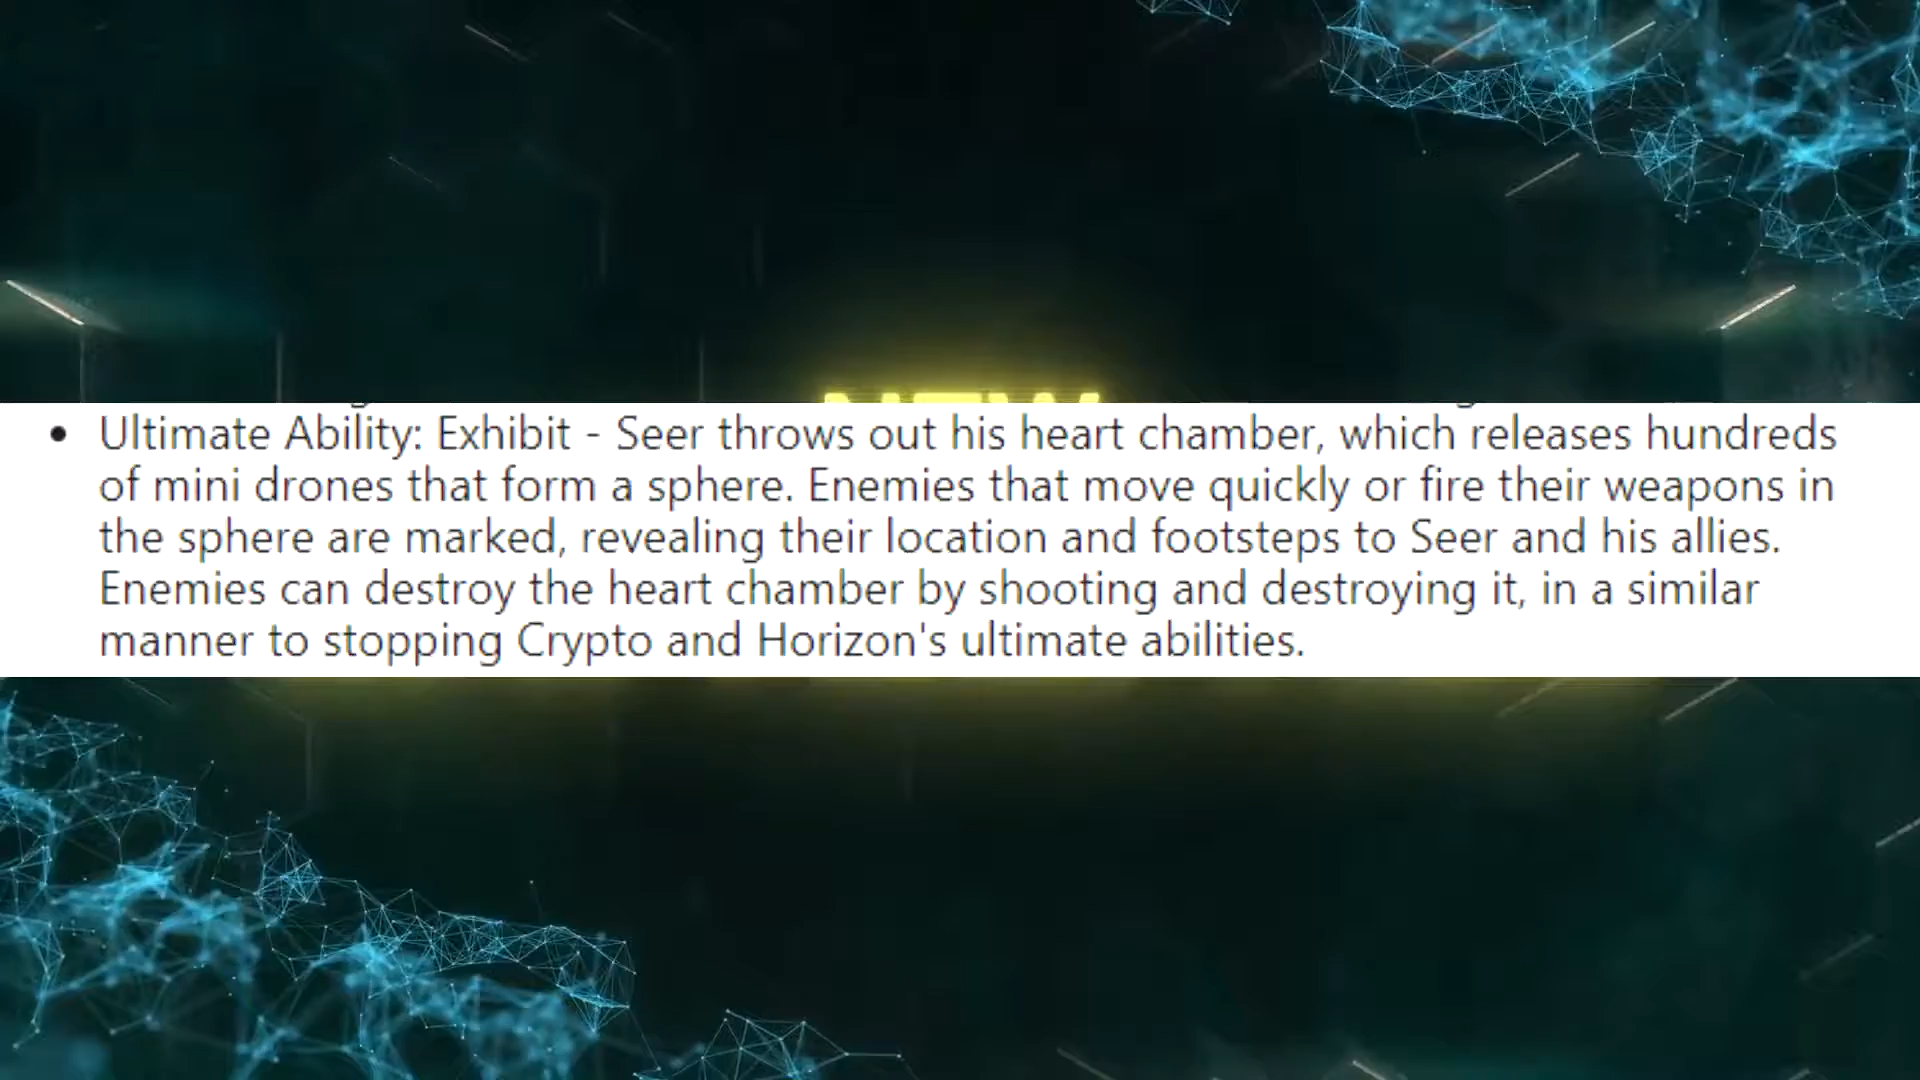 Ultimate Ability: Exhibit - Seer throws out his heart chamber, which releases hundreds
of mini drones that form a sphere. Enemies that move quickly or fire their weapons in
the sphere are marked, revealing their location and footsteps to Seer and his allies.
Enemies can destroy the heart chamber by shooting and destroying it, in a similar
manner to stopping Crypto and Horizon's ultimate abilities.